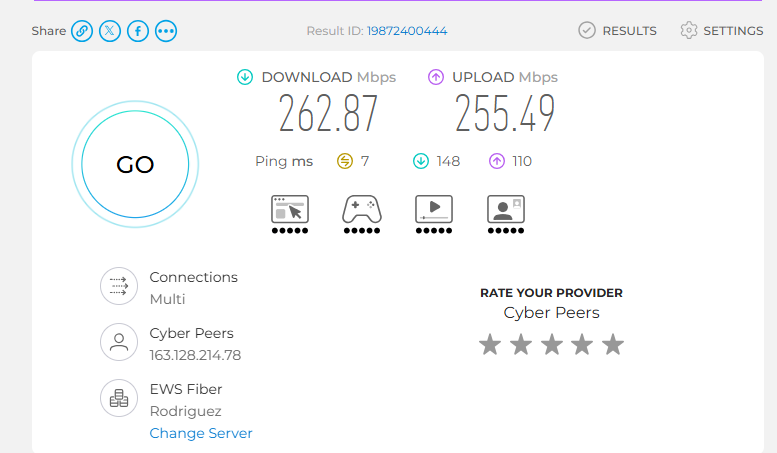 Share
Result ID: 19872400444
RESULTS
SETTINGS
DOWNLOAD Mbps
262.87
UPLOAD Mbps
255.49
Ping ms
7
148
110
GO
Connections
Multi
Cyber Peers
163.128.214.78
EWS Fiber
Rodriguez
Change Server
RATE YOUR PROVIDER
Cyber Peers